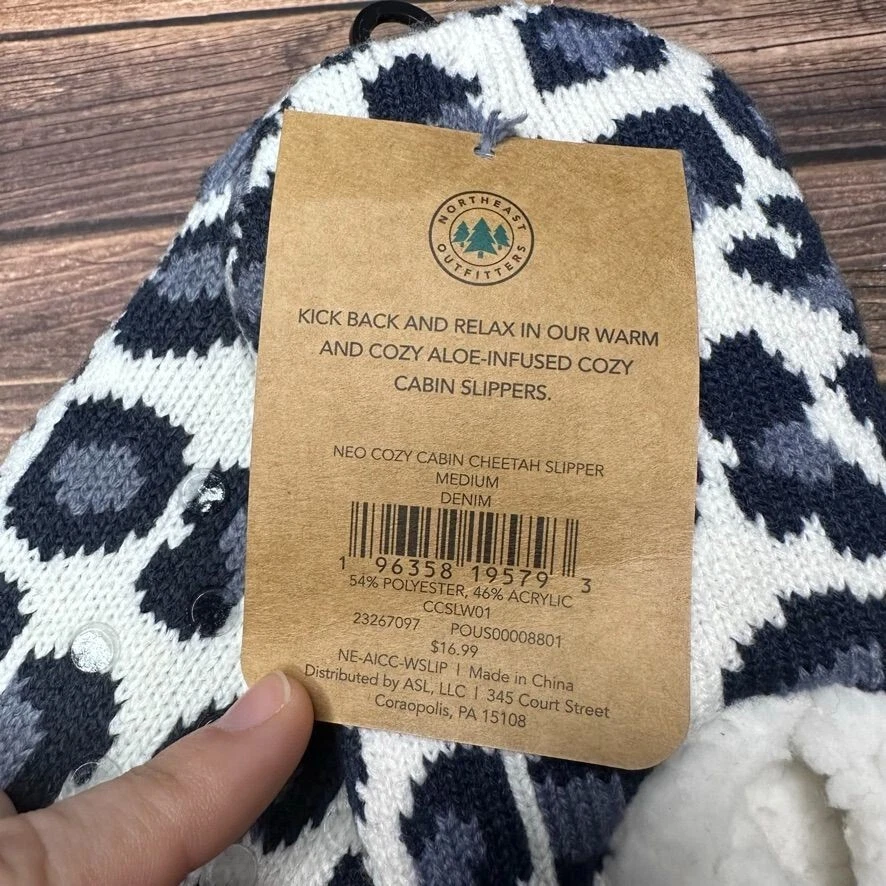 NORTHEAST
OUTFITTERS
KICK BACK AND RELAX IN OUR WARM
AND COZY ALOE-INFUSED COZY
CABIN SLIPPERS.
NEO COZY CABIN CHEETAH SLIPPER
MEDIUM
DENIM
1 96358 19579 3
54% POLYESTER, 46% ACRYLIC
CCSLW01
23267097 POUS00008801
$16.99
NE-AICC-WSLIP | Made in China
Distributed by ASL, LLC | 345 Court Street
Coraopolis, PA 15108